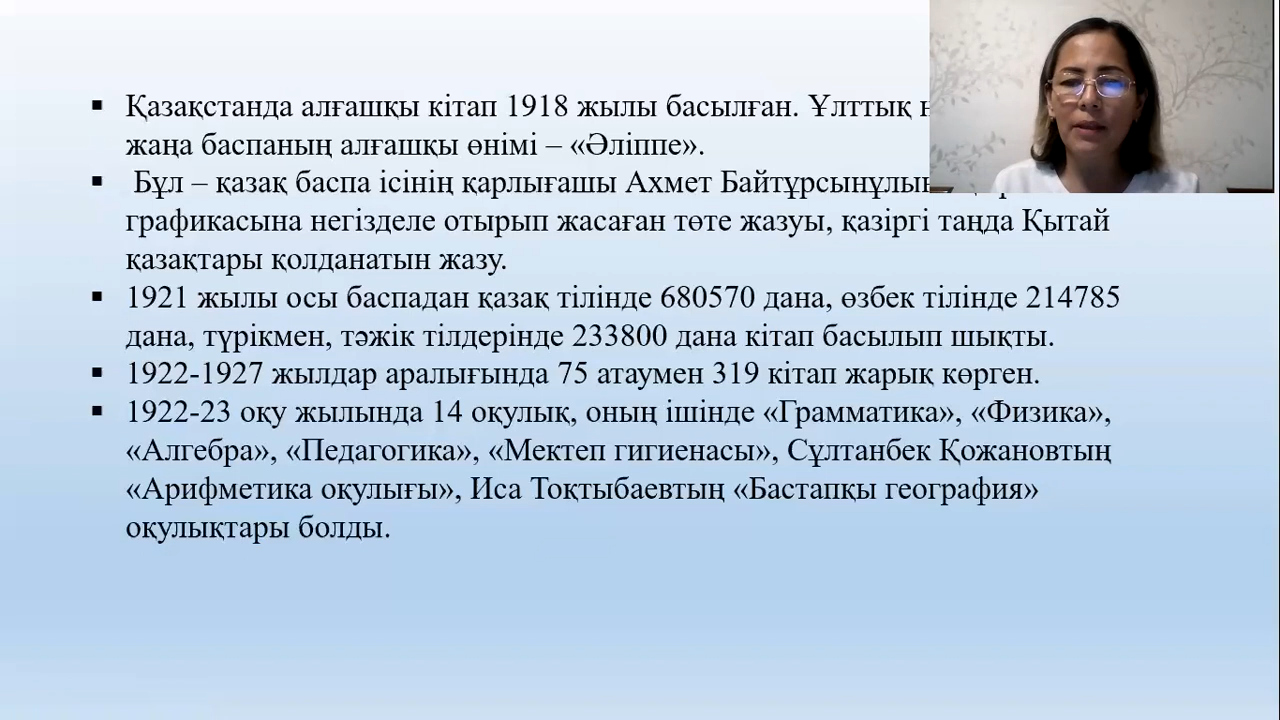 Қазақстанда алғашқы кітап 1918 жылы басылған. Ұлттық
жаңа баспаның алғашқы өнімі – «Әліппе».
Бұл – қазақ баспа ісінің қарлығашы Ахмет
графикасына негізделе отырып жасаған төте жазуы, қазіргі таңда Қытай
қазақтары қолданатын жазу.
1921 жылы осы баспадан қазақ тілінде 680570 дана, өзбек тілінде 214785
дана, түрікмен, тәжік тілдерінде 233800 дана кітап басылып шықты.
1922-1927 жылдар аралығында 75 атаумен 319 кітап жарық көрген.
1922-23 оқу жылында 14 оқулық, оның ішінде «Грамматика», «Физика»,
«Алгебра», «Педагогика», «Мектеп гигиенасы», Сұлтанбек Қожановтың
«Арифметика оқулығы», Иса Тоқтыбаевтың «Бастапқы география»
оқулықтары болды.